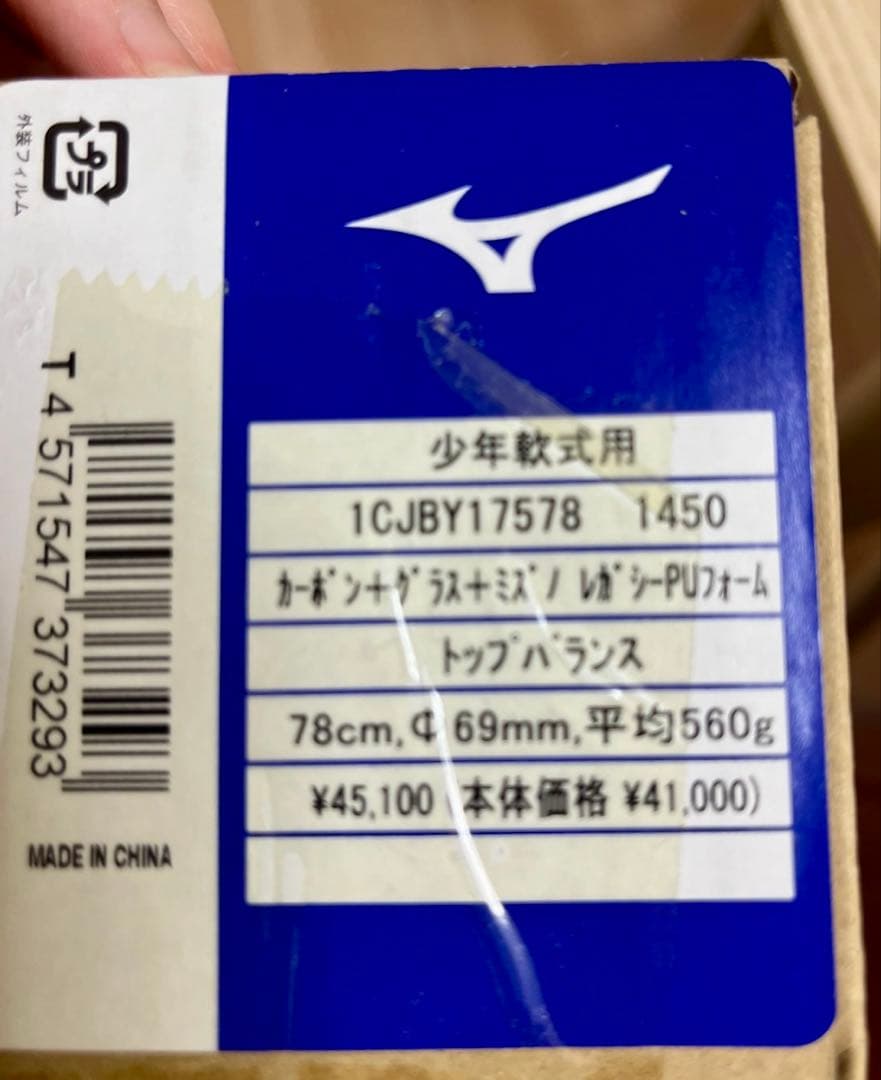 外装フィルム
プラ
T 4 571547 373293
MADE IN CHINA
少年軟式用
1CJBY17578 1450
ｶｰﾎﾞﾝ+ｸﾞﾗｽ+ﾐｽﾞﾉ ﾚｶﾞｼｰPUﾌｫｰﾑ
ﾄｯﾌﾟﾊﾞﾗﾝｽ
78cm,Φ 69mm,平均560g
¥45,100 (本体価格 ¥41,000)